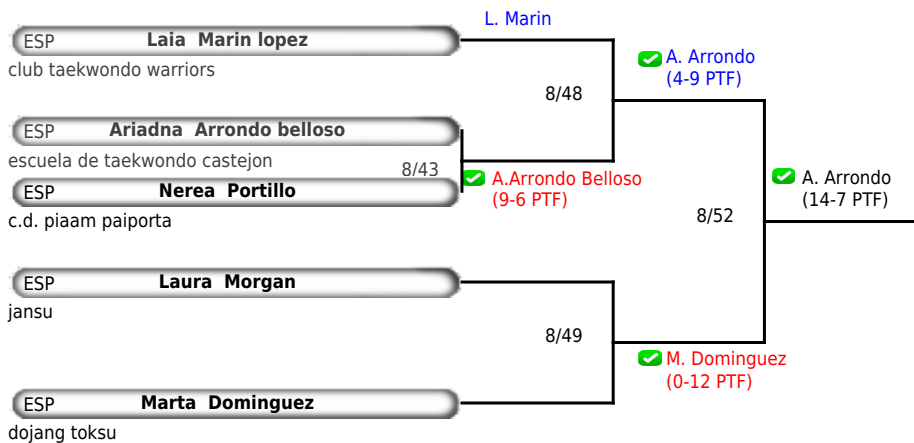 L. Marin
ESP Laia Marin lopez
club taekwondo warriors
A. Arrondo
(4-9 PTF)
8/48
ESP Ariadna Arrondo belloso
escuela de taekwondo castejon
8/43
A.Arrondo Belloso
(9-6 PTF)
ESP Nerea Portillo
c.d. piaam paiporta
A. Arrondo
(14-7 PTF)
8/52
ESP Laura Morgan
jansu
8/49
M. Dominguez
(0-12 PTF)
ESP Marta Dominguez
dojang toksu